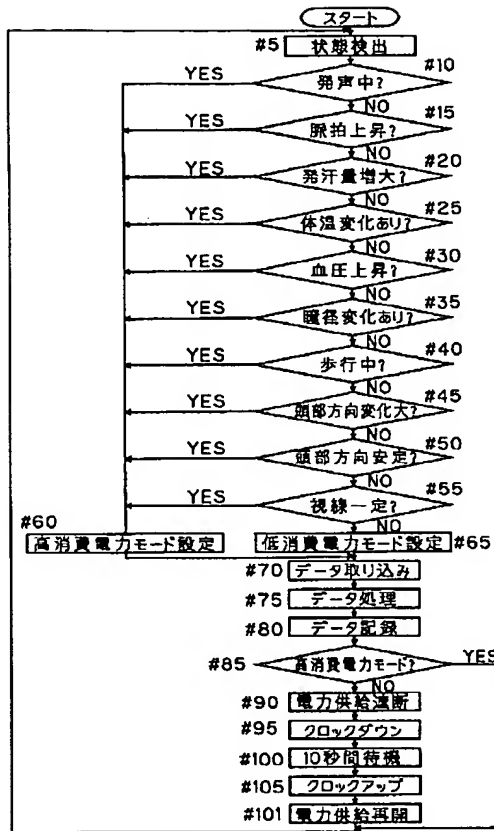 スタート
#5 状態検出
#10
YES 発声中?
NO #15
YES 脈拍上昇?
NO #20
YES 発汗量増大?
NO #25
YES 体温変化あり?
NO #30
YES 血圧上昇?
NO #35
YES 瞳径変化あり?
NO #40
YES 歩行中?
NO #45
YES 頭部方向変化大?
NO #50
YES 頭部方向安定?
NO #55
YES 視線一定?
#60 NO
高消費電力モード設定 低消費電力モード設定 #65
#70 データ取り込み
#75 データ処理
#80 データ記録
#85 高消費電力モード? YES
NO
#90 電力供給遮断
#95 クロックダウン
#100 10秒間待機
#105 クロックアップ
#101 電力供給再開